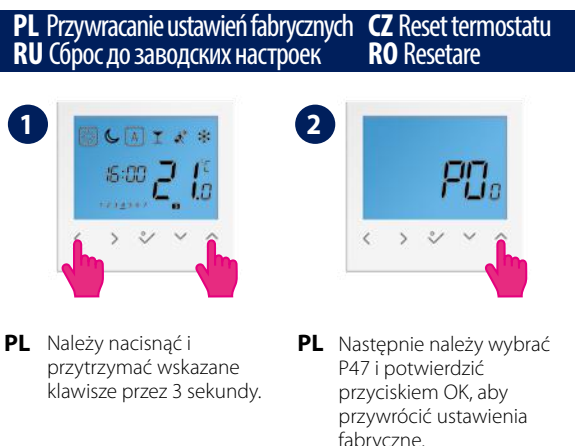 PL Przywracanie ustawień fabrycznych CZ Reset termostatu
RU Сброс до заводских настроек RO Resetare
1
A
16:00 21.0 °C
1 2 3 4 5 6 7
2
P00
PL Należy nacisnąć i
przytrzymać wskazane
klawisze przez 3 sekundy.
PL Następnie należy wybrać
P47 i potwierdzić
przyciskiem OK, aby
przywrócić ustawienia
fabryczne.